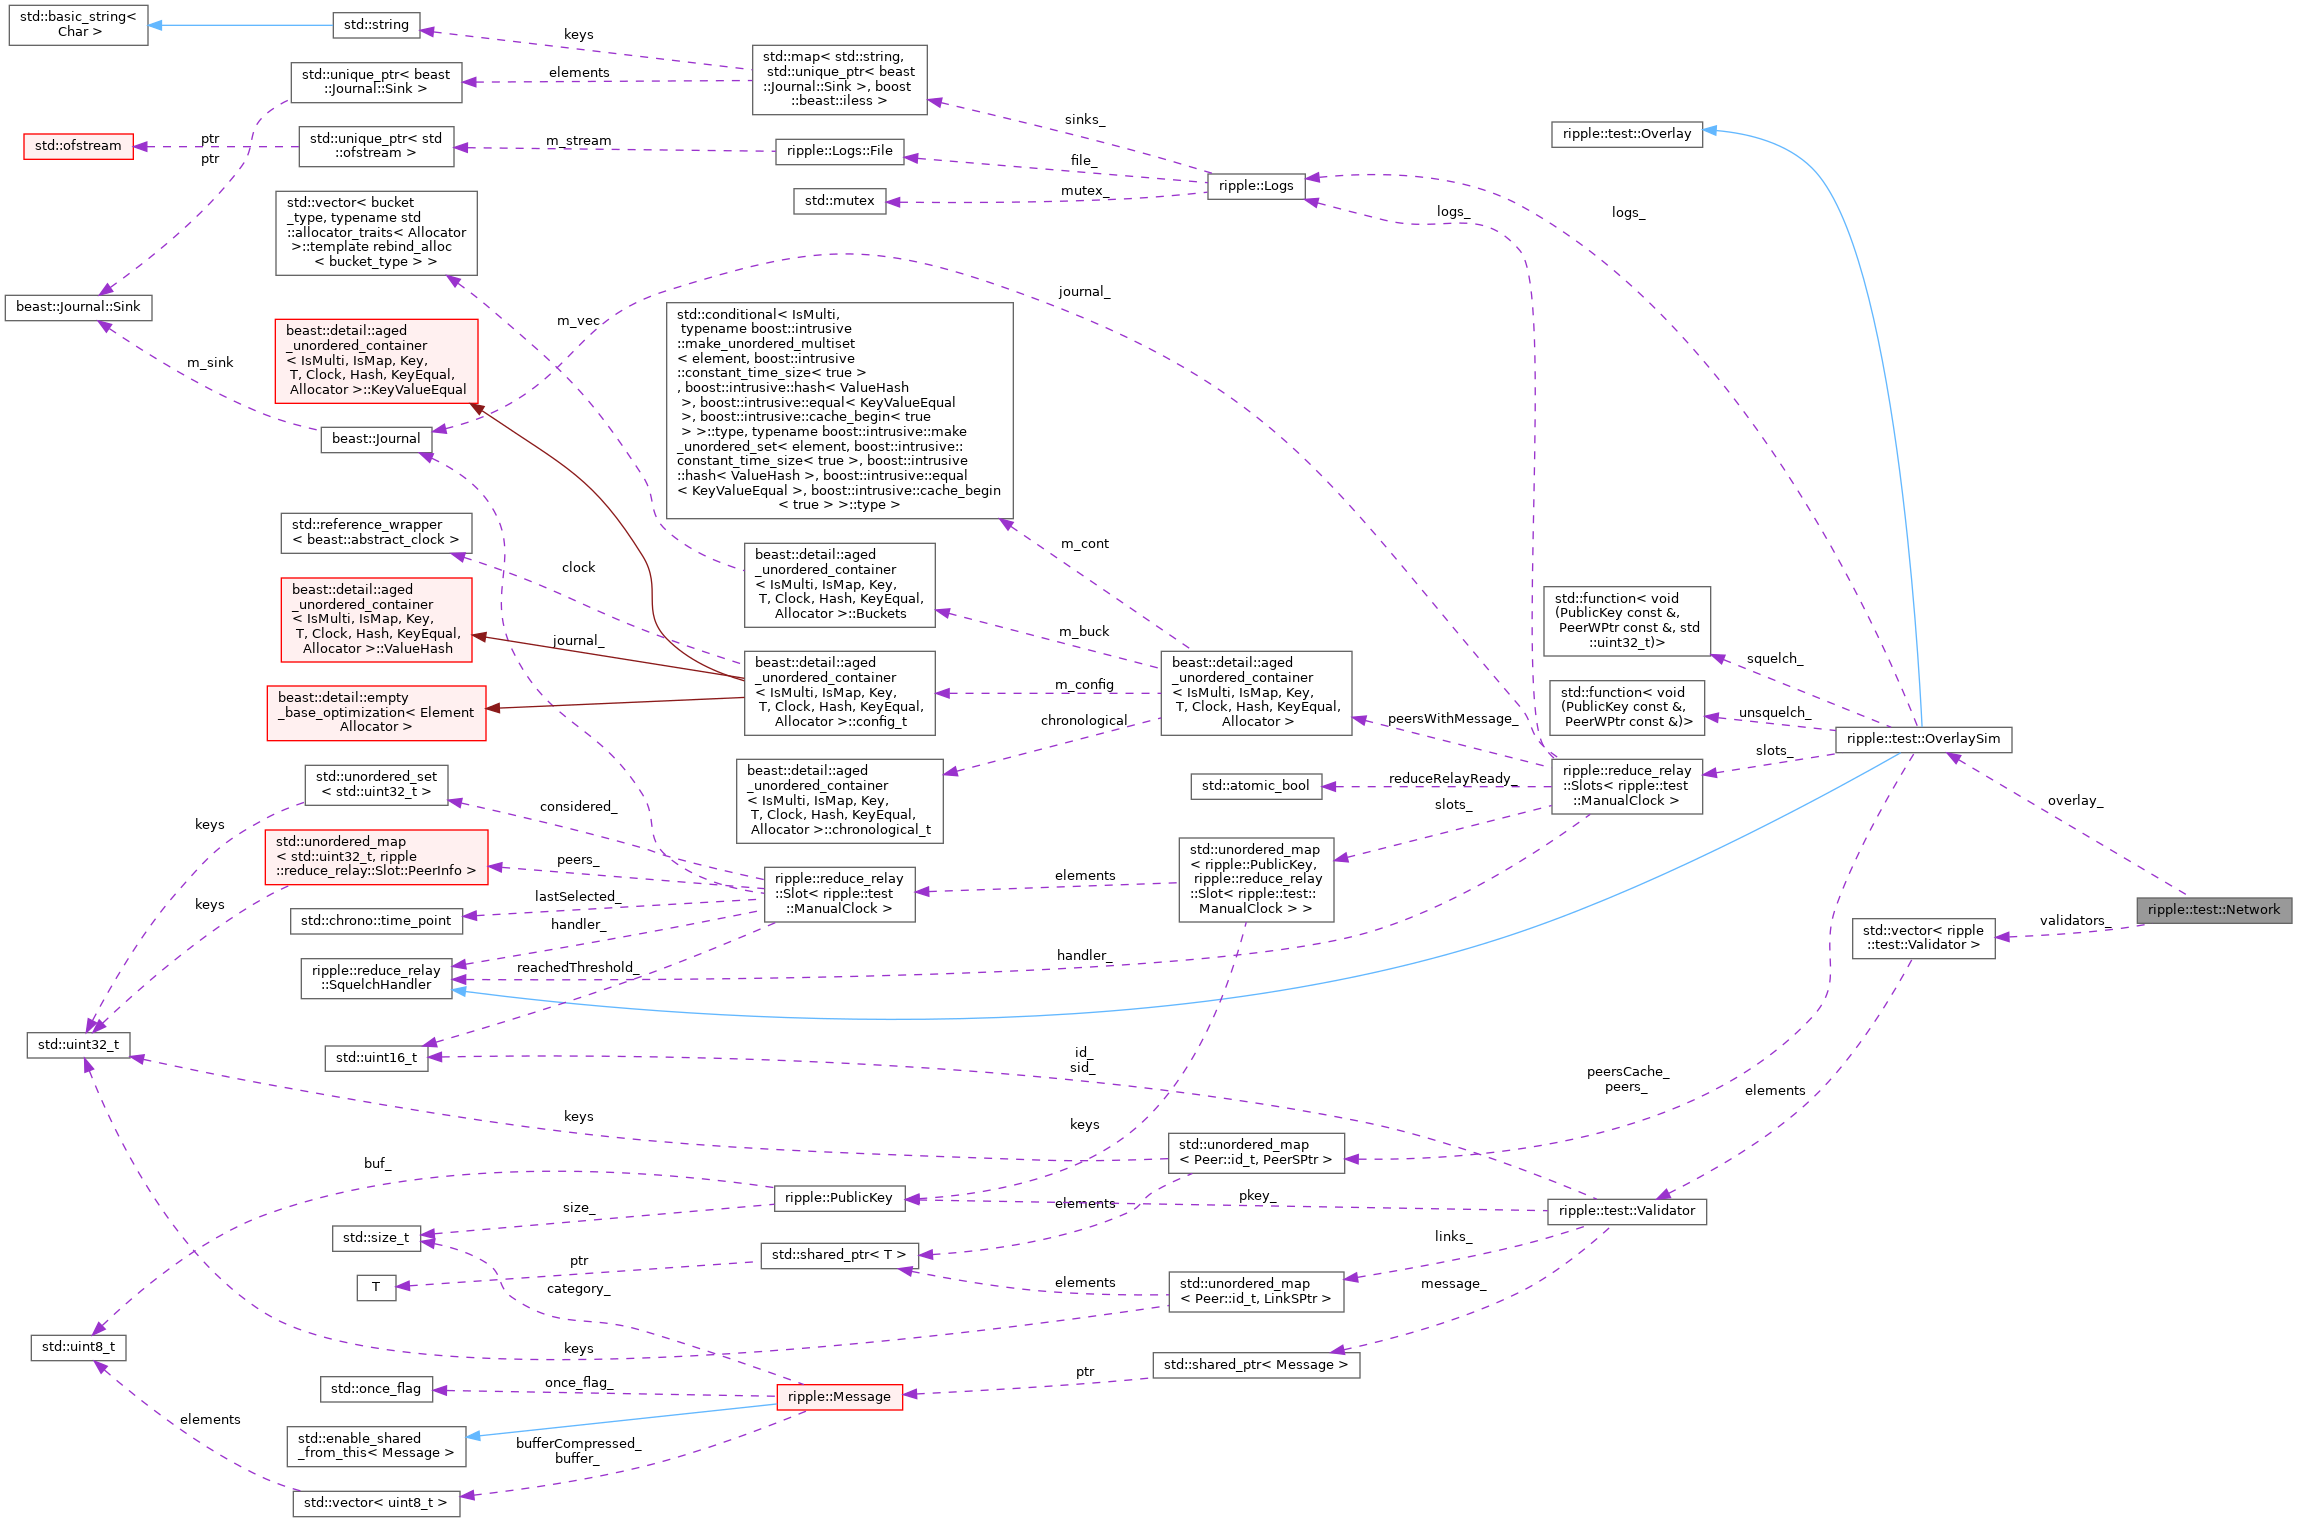 std::basic_string<
Char >
std::string
keys
std::map< std::string,
std::unique_ptr< beast
::Journal::Sink >, boost
::beast::iless >
std::unique_ptr< beast
::Journal::Sink >
elements
sinks_
std::ofstream
ptr
ptr
std::unique_ptr< std
::ofstream >
m_stream
ripple::Logs::File
file_
ripple::Logs
mutex_
std::mutex
ripple::test::Overlay
logs_
logs_
std::vector< bucket
_type, typename std
::allocator_traits< Allocator
>::template rebind_alloc
< bucket_type > >
beast::Journal::Sink
m_vec
journal_
m_sink
beast::detail::aged
_unordered_container
< IsMulti, IsMap, Key,
T, Clock, Hash, KeyEqual,
Allocator >::KeyValueEqual
beast::Journal
std::conditional< IsMulti,
typename boost::intrusive
::make_unordered_multiset
< element, boost::intrusive
::constant_time_size< true >
, boost::intrusive::hash< ValueHash
>, boost::intrusive::equal< KeyValueEqual
>, boost::intrusive::cache_begin< true
> >::type, typename boost::intrusive::make
_unordered_set< element, boost::intrusive::
constant_time_size< true >, boost::intrusive
::hash< ValueHash >, boost::intrusive::equal
< KeyValueEqual >, boost::intrusive::cache_begin
< true > >::type >
std::reference_wrapper
< beast::abstract_clock >
clock
beast::detail::aged
_unordered_container
< IsMulti, IsMap, Key,
T, Clock, Hash, KeyEqual,
Allocator >::Buckets
m_cont
m_buck
beast::detail::aged
_unordered_container
< IsMulti, IsMap, Key,
T, Clock, Hash, KeyEqual,
Allocator >::ValueHash
journal_
beast::detail::aged
_unordered_container
< IsMulti, IsMap, Key,
T, Clock, Hash, KeyEqual,
Allocator >::config_t
m_config
chronological_
beast::detail::aged
_unordered_container
< IsMulti, IsMap, Key,
T, Clock, Hash, KeyEqual,
Allocator >
beast::detail::empty
_base_optimization< Element
Allocator >
beast::detail::aged
_unordered_container
< IsMulti, IsMap, Key,
T, Clock, Hash, KeyEqual,
Allocator >::chronological_t
std::function< void
(PublicKey const &,
PeerWPtr const &, std
::uint32_t)>
squelch_
std::function< void
(PublicKey const &,
PeerWPtr const &)>
unsquelch_
ripple::test::OverlaySim
peersWithMessage_
slots_
reduceRelayReady_
std::atomic_bool
slots_
ripple::reduce_relay
::Slots< ripple::test
::ManualClock >
overlay_
ripple::test::Network
validators_
std::vector< ripple
::test::Validator >
std::unordered_set
< std::uint32_t >
considered_
keys
std::unordered_map
< std::uint32_t, ripple
::reduce_relay::Slot::PeerInfo >
peers_
keys
std::chrono::time_point
lastSelected_
handler_
ripple::reduce_relay
::Slot< ripple::test
::ManualClock >
elements
std::unordered_map
< ripple::PublicKey,
ripple::reduce_relay
::Slot< ripple::test::
ManualClock > >
ripple::reduce_relay
::SquelchHandler
reachedThreshold_
handler_
std::uint32_t
std::uint16_t
id_
sid_
peersCache_
peers_
elements
keys
keys
std::unordered_map
< Peer::id_t, PeerSPtr >
buf_
ripple::PublicKey
elements
pkey_
ripple::test::Validator
size_
std::size_t
std::shared_ptr< T >
ptr
T
links_
elements
std::unordered_map
< Peer::id_t, LinkSPtr >
message_
category_
std::uint8_t
keys
std::shared_ptr< Message >
ptr
std::once_flag
once_flag_
ripple::Message
elements
std::enable_shared
_from_this< Message >
bufferCompressed_
buffer_
std::vector< uint8_t >